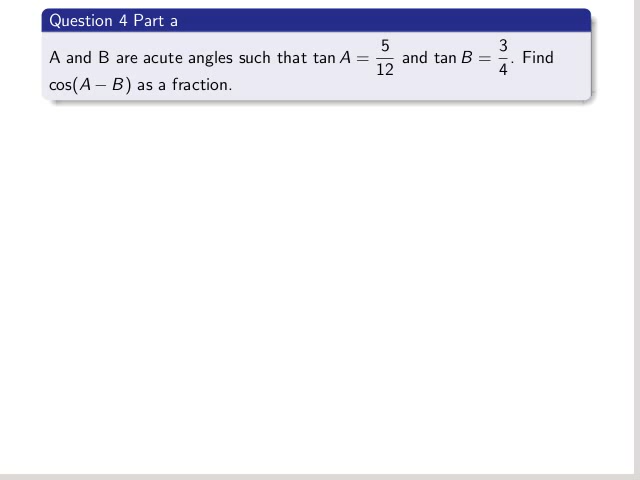 Question 4 Part a
A and B are acute angles such that tan A = 5/12 and tan B = 3/4. Find
cos(A − B) as a fraction.